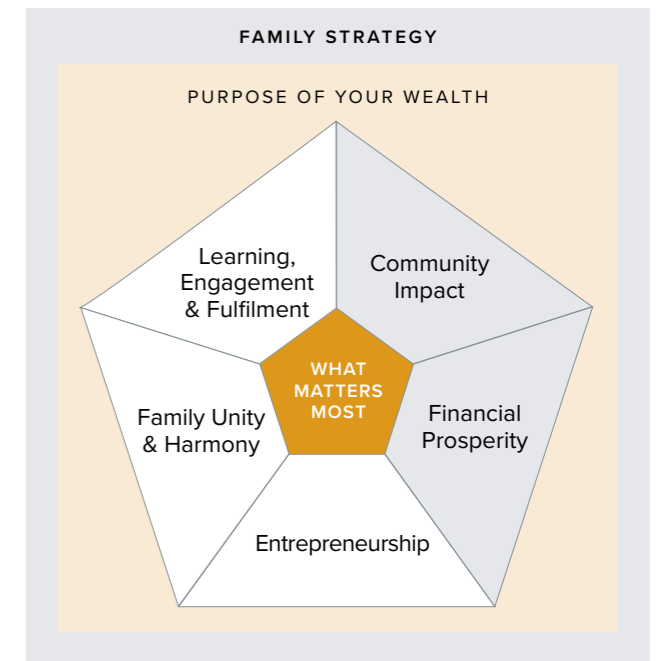 FAMILY STRATEGY
PURPOSE OF YOUR WEALTH
Learning,
Engagement
& Fulfilment
Community
Impact
WHAT
MATTERS
MOST
Family Unity
& Harmony
Financial
Prosperity
Entrepreneurship